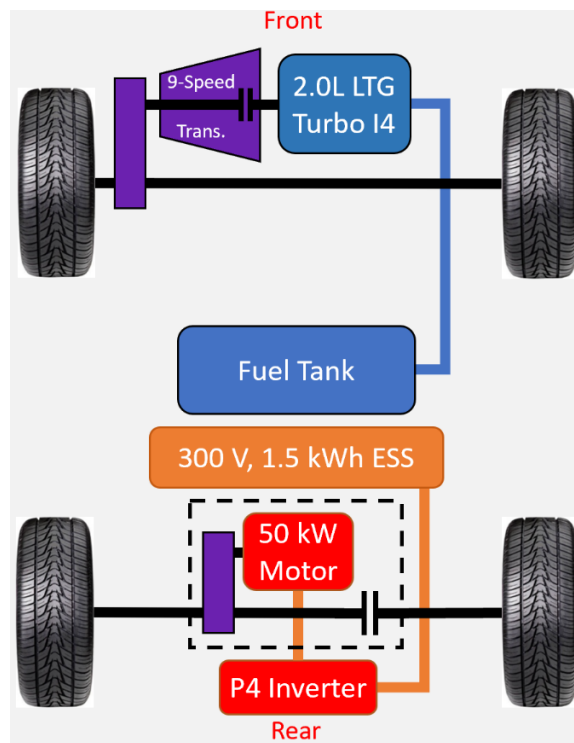 Front
9-Speed
Trans.
2.0L LTG
Turbo I4
Fuel Tank
300 V, 1.5 kWh ESS
50 kW
Motor
P4 Inverter
Rear